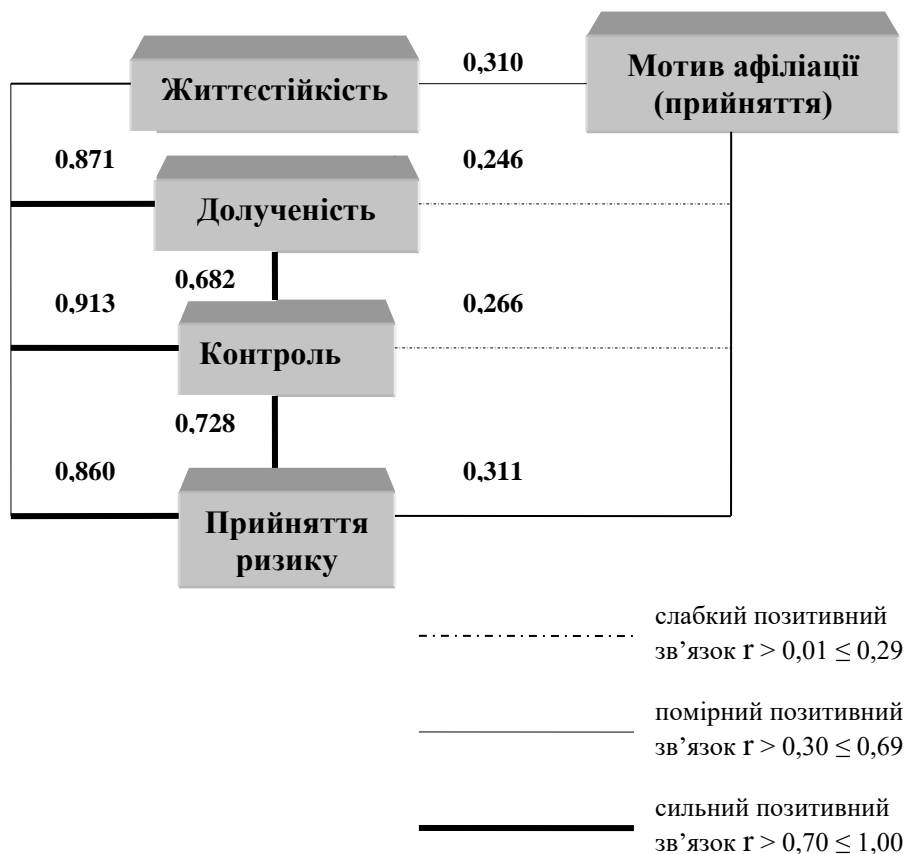 0,310
Життєстійкість
Мотив афіліації
(прийняття)
0,871
0,246
Долученість
0,682
0,913
0,266
Контроль
0,728
0,860
0,311
Прийняття
ризику
слабкий позитивний
зв’язок r > 0,01 ≤ 0,29
помірний позитивний
зв’язок r > 0,30 ≤ 0,69
сильний позитивний
зв’язок r > 0,70 ≤ 1,00